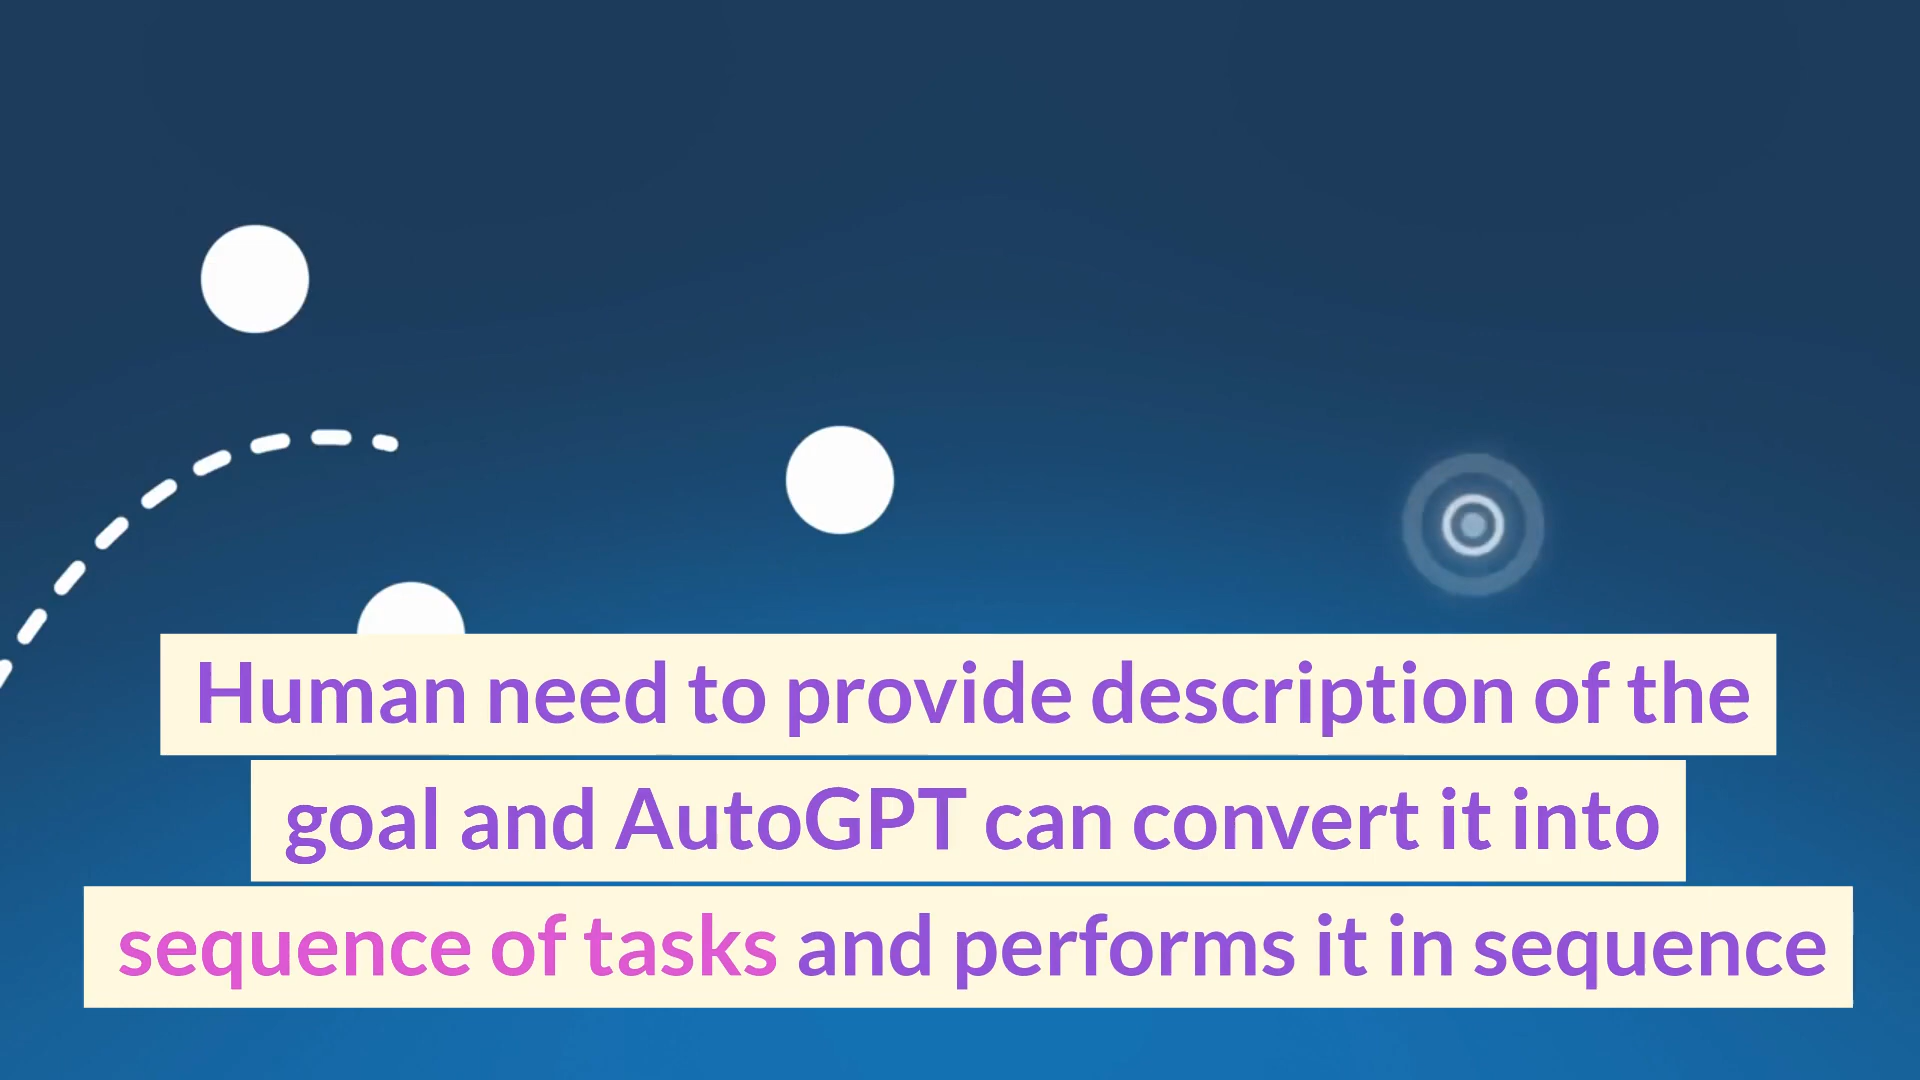 Human need to provide description of the
goal and AutoGPT can convert it into
sequence of tasks and performs it in sequence